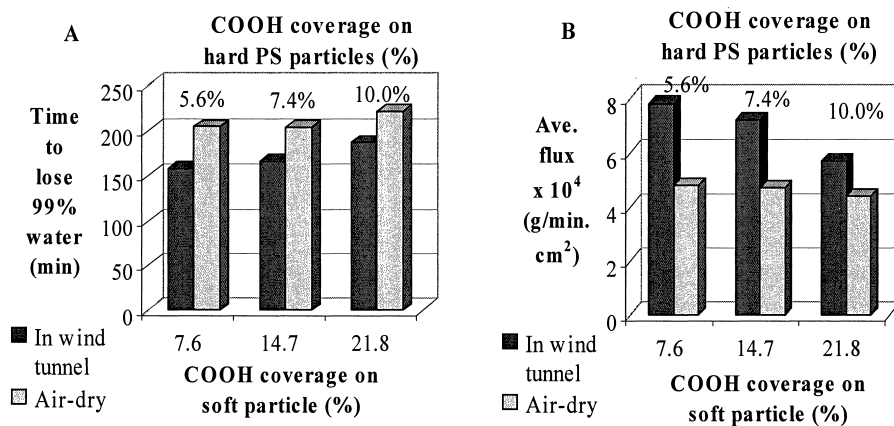 A
COOH coverage on
hard PS particles (%)
5.6%
7.4%
10.0%
Time
to
lose
99%
water
(min)
250
200
150
100
50
0
7.6
14.7
21.8
In wind
tunnel
Air-dry
COOH coverage on
soft particle (%)
B
COOH coverage on
hard PS particles (%)
5.6%
7.4%
10.0%
Ave.
flux
x 10⁴
(g/min.
cm²)
8
6
4
2
0
7.6
14.7
21.8
In wind
tunnel
Air-dry
COOH coverage on
soft particle (%)